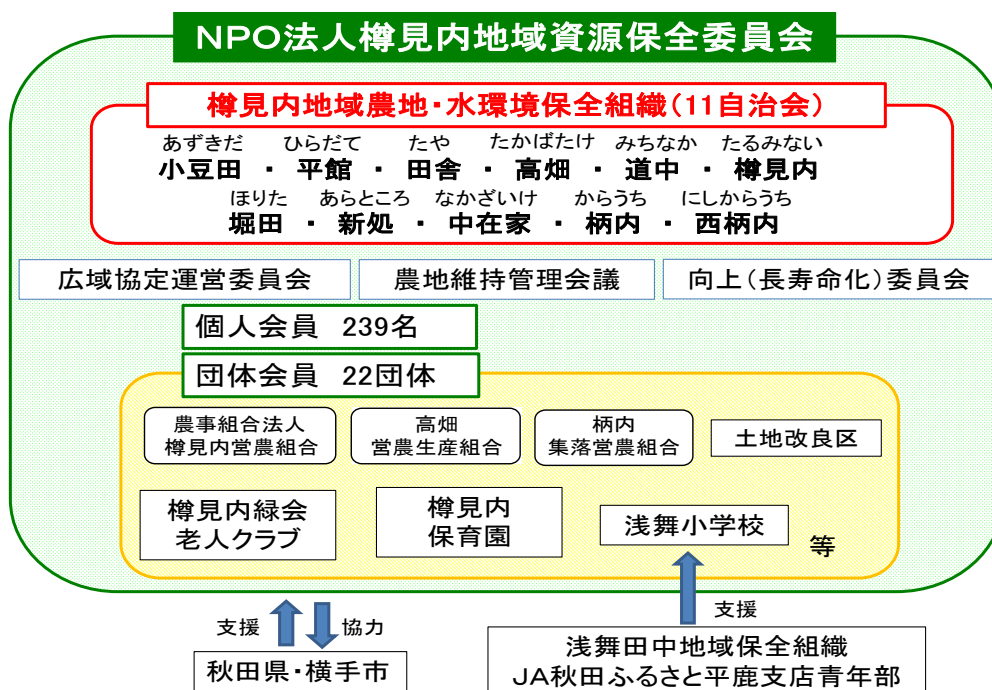 NPO法人樽見内地域資源保全委員会
樽見内地域農地・水環境保全組織(11自治会)
あずきだ ひらだて たや たかばたけ みちなか たるみない
小豆田 ・ 平館 ・ 田舎 ・ 高畑 ・ 道中 ・ 樽見内
ほりた あらところ なかざいけ からうち にしからうち
堀田 ・ 新処 ・ 中在家 ・ 柄内 ・ 西柄内
広域協定運営委員会
農地維持管理会議
向上(長寿命化)委員会
個人会員 239名
団体会員 22団体
農事組合法人
樽見内営農組合
高畑
営農生産組合
柄内
集落営農組合
土地改良区
樽見内緑会
老人クラブ
樽見内
保育園
浅舞小学校
等
支援
協力
支援
秋田県・横手市
浅舞田中地域保全組織
JA秋田ふるさと平鹿支店青年部